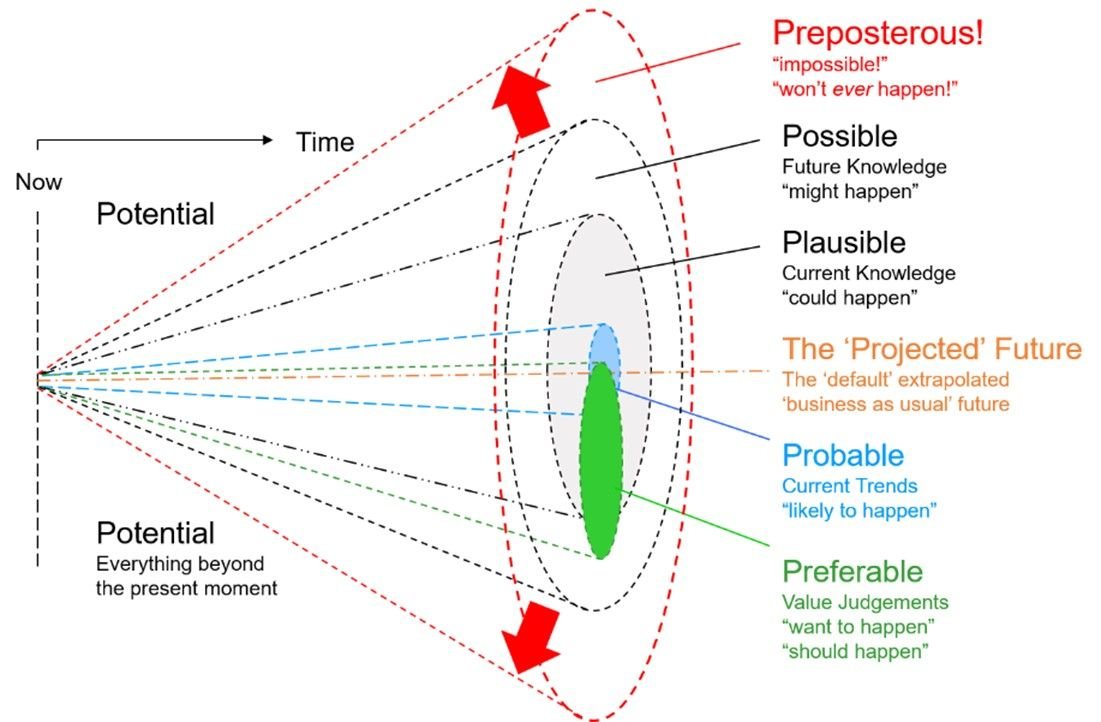 Preposterous!
“impossible!”
“won’t ever happen!”
Time
Now
Potential
Possible
Future Knowledge
“might happen”
Plausible
Current Knowledge
“could happen”
The ‘Projected’ Future
The ‘default’ extrapolated
‘business as usual’ future
Probable
Current Trends
“likely to happen”
Potential
Everything beyond
the present moment
Preferable
Value Judgements
“want to happen”
“should happen”